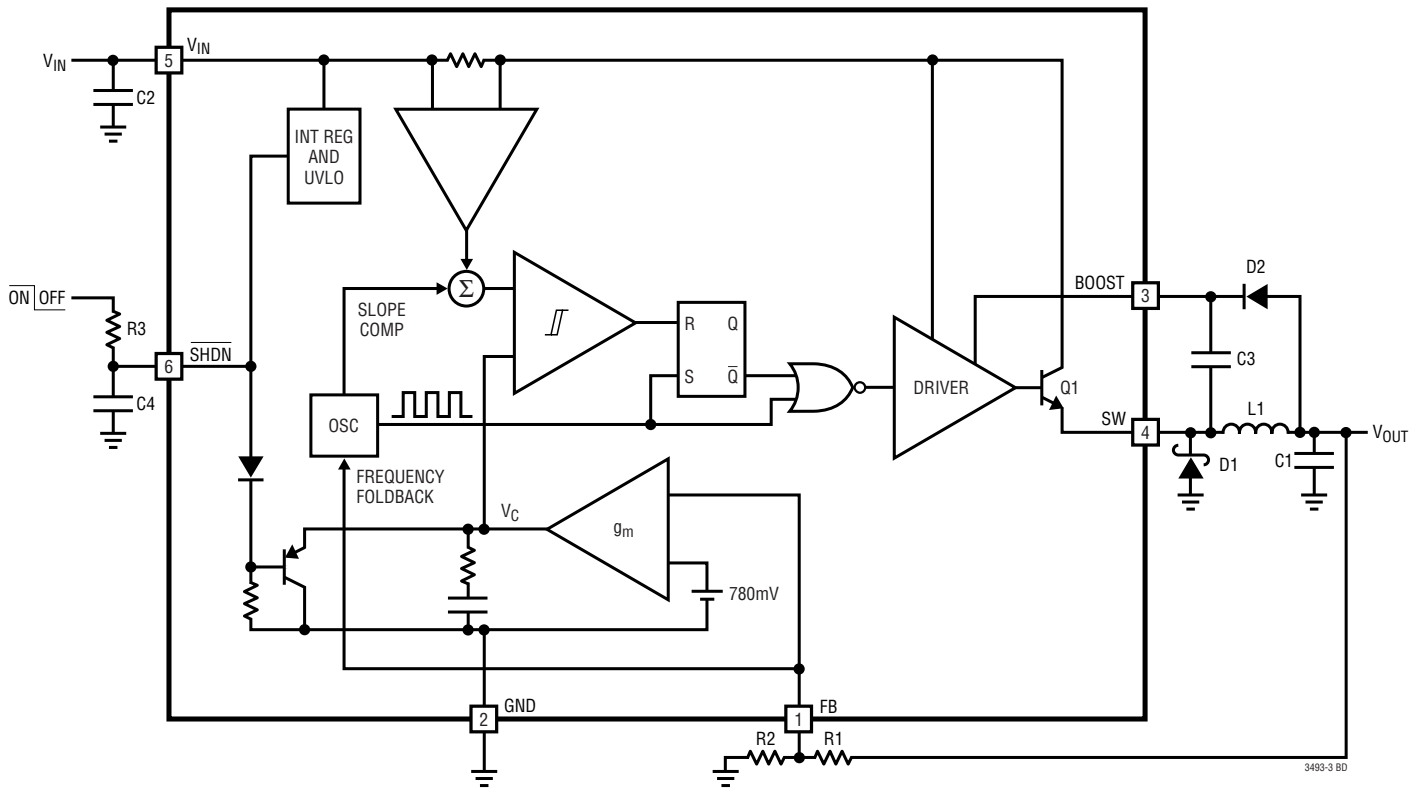 V_IN
5
V_IN
C2
INT REG
AND
UVLO
Σ
SLOPE
COMP
ON OFF
R3
6
SHDN
C4
R
Q
S
Q
OSC
FREQUENCY
FOLDBACK
DRIVER
Q1
BOOST
3
D2
C3
SW
4
L1
V_OUT
D1
C1
V_C
g_m
780mV
2
GND
1
FB
R2
R1
3493-3 BD